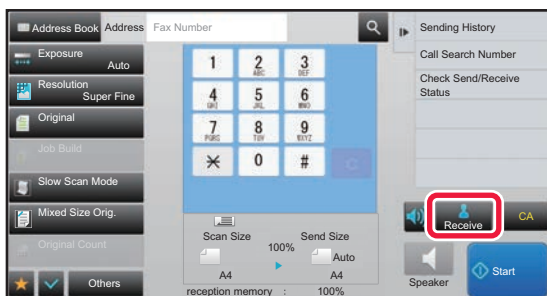 Address Book Address Fax Number
Sending History
Call Search Number
Check Send/Receive
Status
Exposure
Auto
Resolution
Super Fine
Original
Job Build
Slow Scan Mode
Mixed Size Orig.
Original Count
Others
1
2
ABC
3
DEF
4
GHI
5
JKL
6
MNO
7
PQRS
8
TUV
9
WXYZ
0
#
C
Scan Size
100%
Send Size
Auto
A4
A4
reception memory : 100%
Receive
CA
Speaker
Start